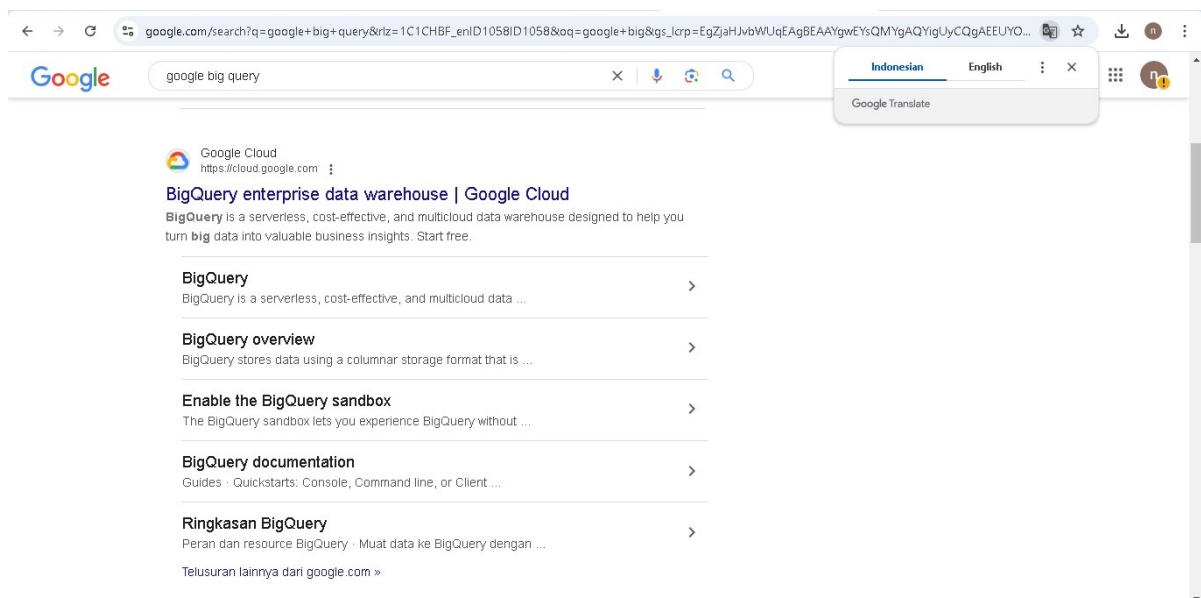 google.com/search?q=google+big+query&rlz=1C1CHBF_enID1058ID1058&oq=google+big&gs_lcrp=EgZjaHJvbWUqEAgBEAAYgwEYsQMYgAQYigUyCQgAEEUYO...
n
Google
google big query
Indonesian English
n
Google Translate
Google Cloud
https://cloud.google.com
BigQuery enterprise data warehouse | Google Cloud
BigQuery is a serverless, cost-effective, and multicloud data warehouse designed to help you
turn big data into valuable business insights. Start free.
BigQuery
BigQuery is a serverless, cost-effective, and multicloud data ...
BigQuery overview
BigQuery stores data using a columnar storage format that is ...
Enable the BigQuery sandbox
The BigQuery sandbox lets you experience BigQuery without ...
BigQuery documentation
Guides · Quickstarts: Console, Command line, or Client ...
Ringkasan BigQuery
Peran dan resource BigQuery · Muat data ke BigQuery dengan ...
Telusuran lainnya dari google.com »